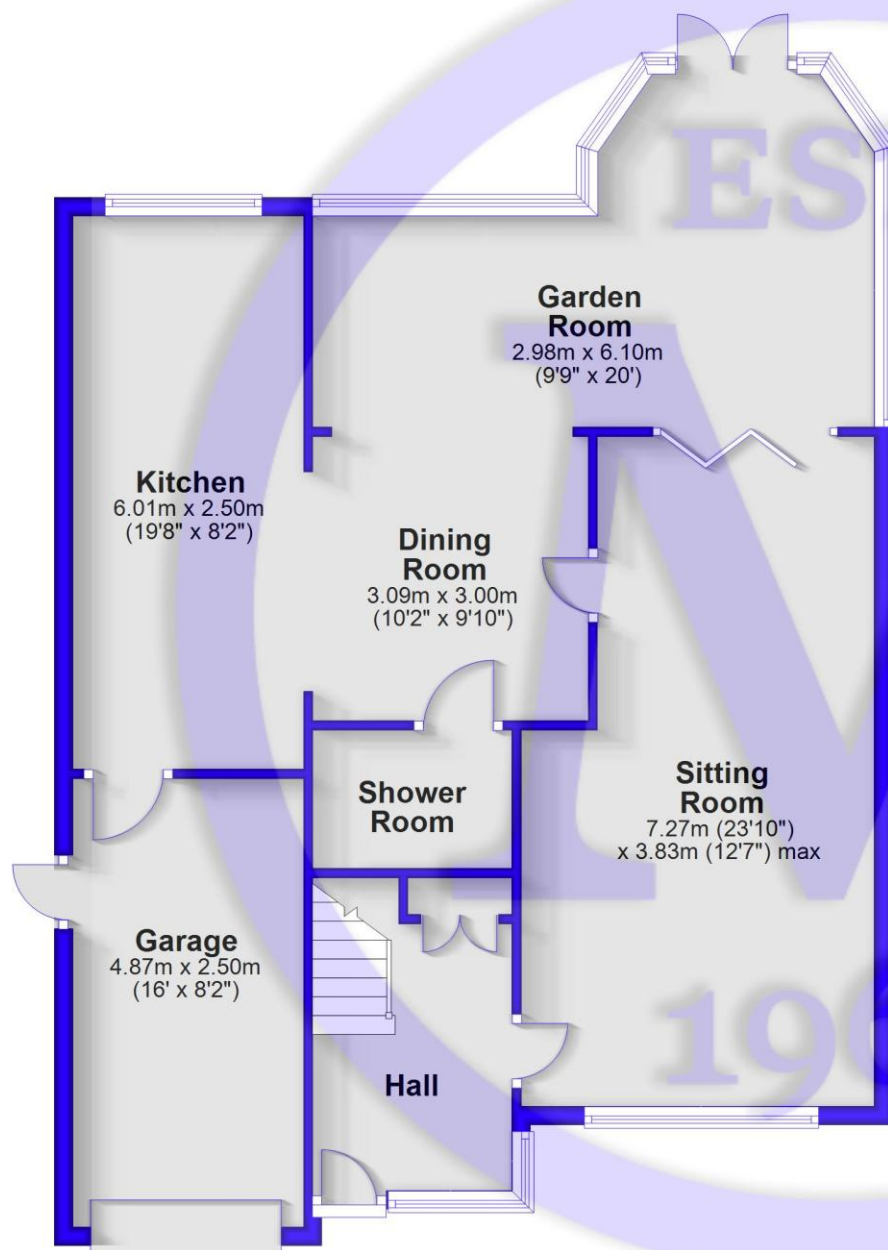 ES
Garden
Room
2.98m x 6.10m
(9'9" x 20')
Kitchen
6.01m x 2.50m
(19'8" x 8'2")
Dining
Room
3.09m x 3.00m
(10'2" x 9'10")
M
Sitting
Room
7.27m (23'10")
x 3.83m (12'7") max
Shower
Room
Garage
4.87m x 2.50m
(16' x 8'2")
Hall
196